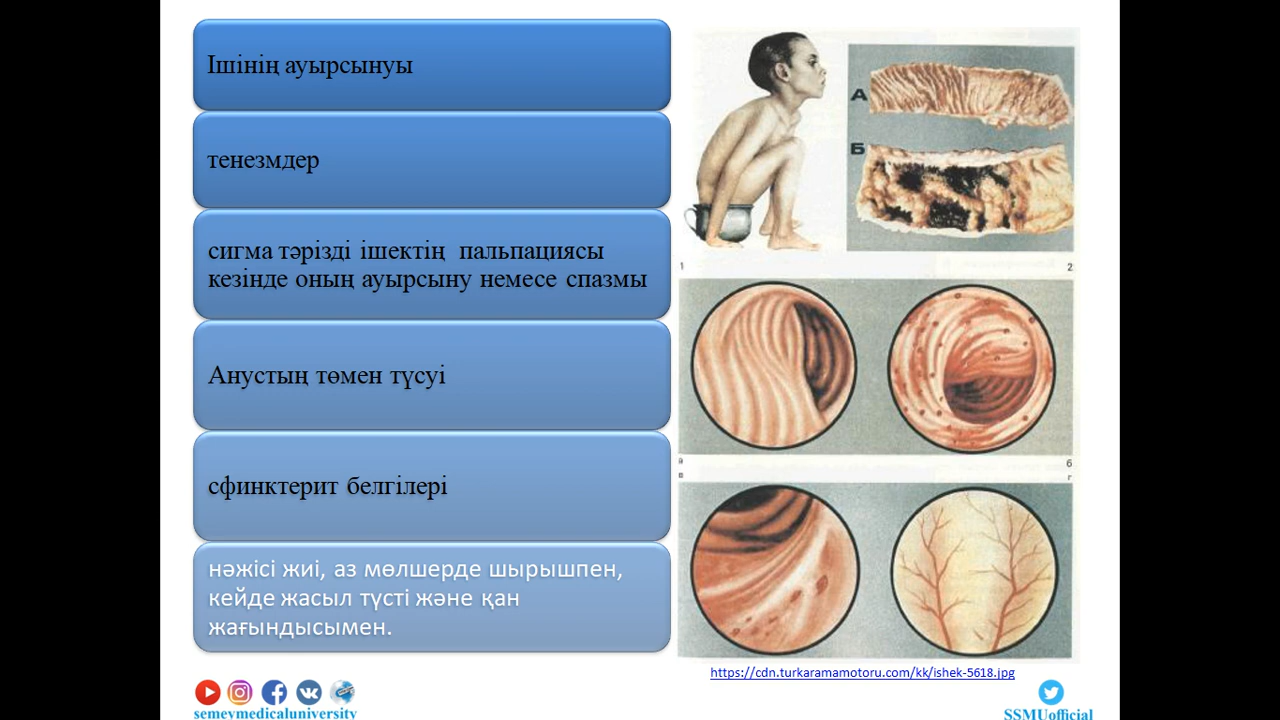 Ішінің ауырсынуы
тенезмдер
сигма тәрізді ішектің пальпациясы
кезінде оның ауырсыну немесе спазмы
Анустың төмен түсуі
сфинктерит белгілері
нәжісі жиі, аз мөлшерде шырышпен,
кейде жасыл түсті және қан
жағындысымен.
А
Б
1
2
а
б
в
г
https://cdn.turkaramamotoru.com/kk/ishek-5618.jpg
semeymedicaluniversity
SSMUofficial